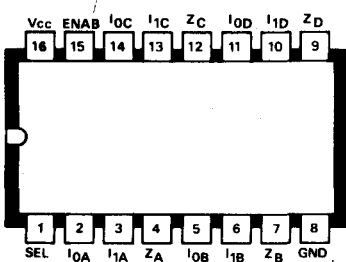 Vcc ENAB I0C I1C ZC I0D I1D ZD
16 15 14 13 12 11 10 9
1 2 3 4 5 6 7 8
SEL I0A I1A ZA I0B I1B ZB GND